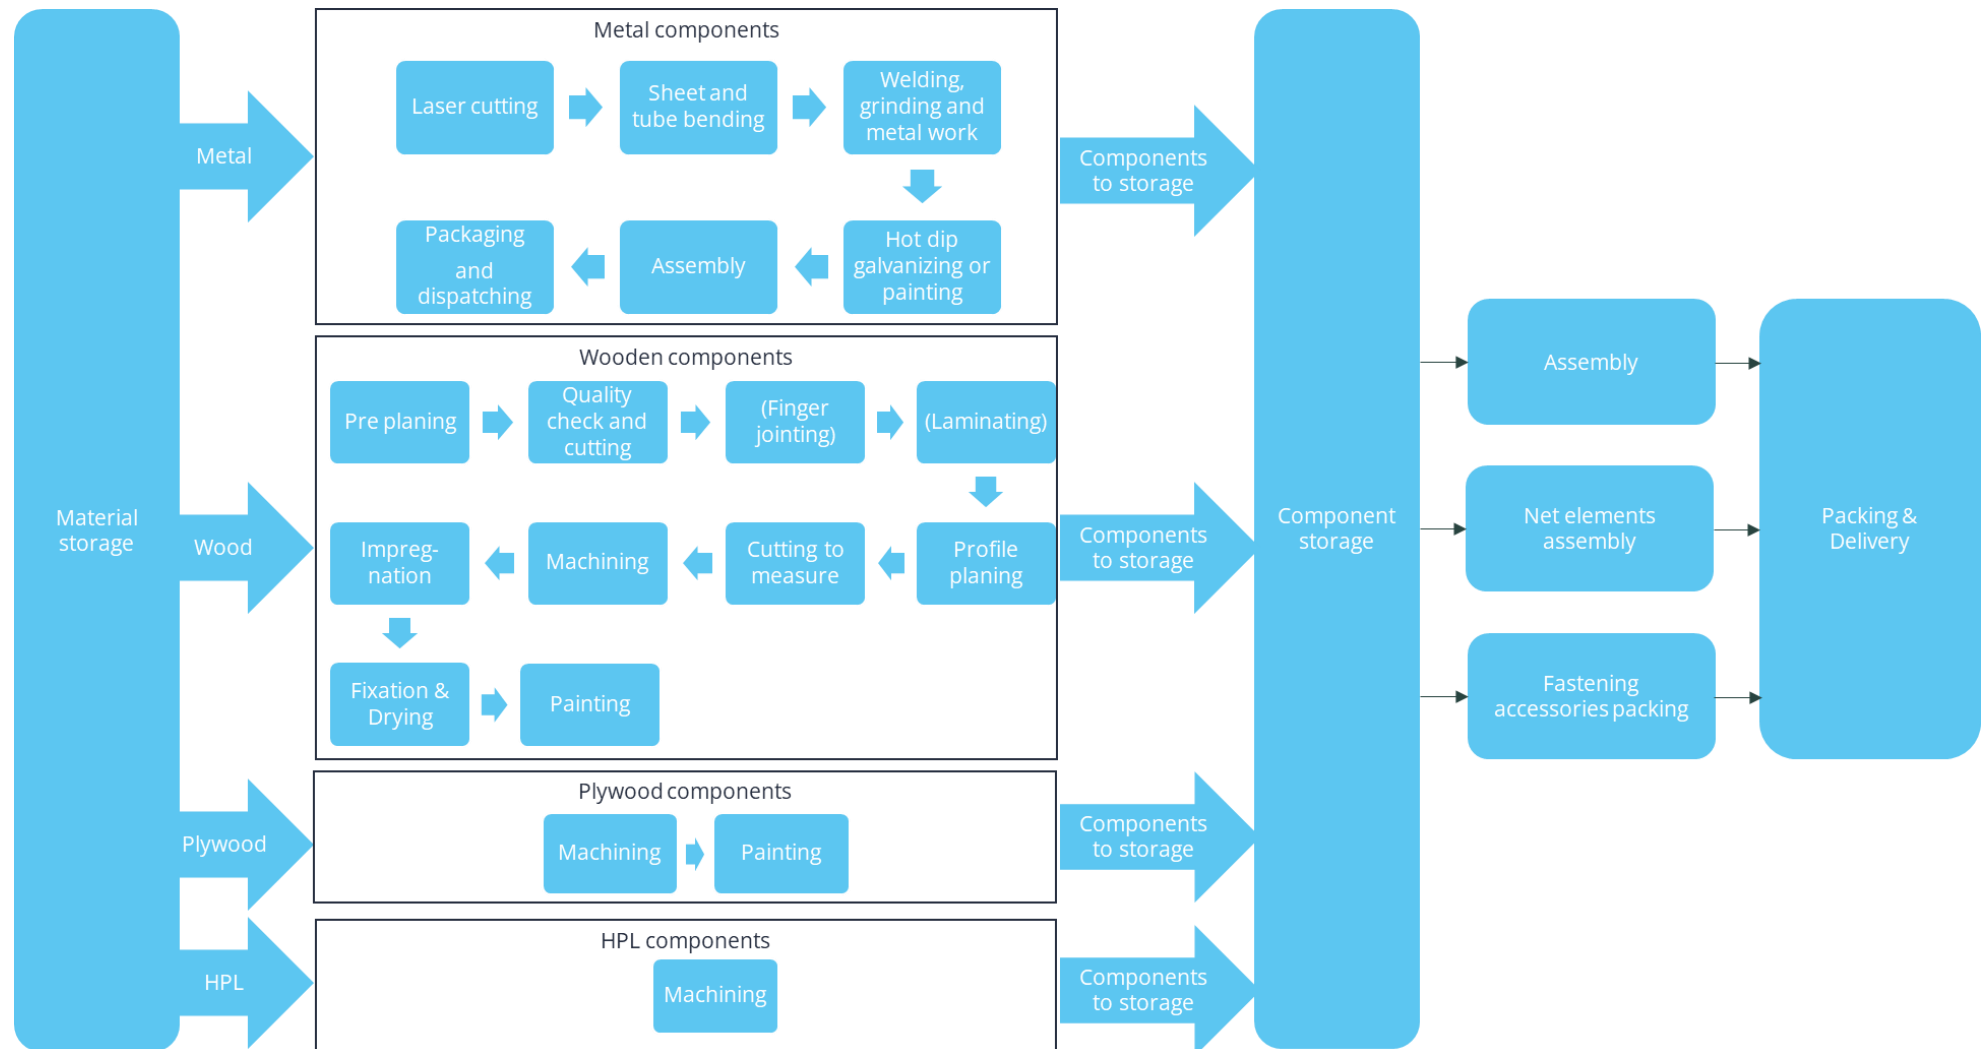 Material
storage
Metal
Wood
Plywood
HPL
Metal components
Laser cutting
Sheet and
tube bending
Welding,
grinding and
metal work
Packaging
and
dispatching
Assembly
Hot dip
galvanizing or
painting
Wooden components
Pre planing
Quality
check and
cutting
(Finger
jointing)
(Laminating)
Impreg-
nation
Machining
Cutting to
measure
Profile
planing
Fixation &
Drying
Painting
Plywood components
Machining
Painting
HPL components
Machining
Components
to storage
Components
to storage
Components
to storage
Components
to storage
Component
storage
Assembly
Net elements
assembly
Fastening
accessories packing
Packing &
Delivery